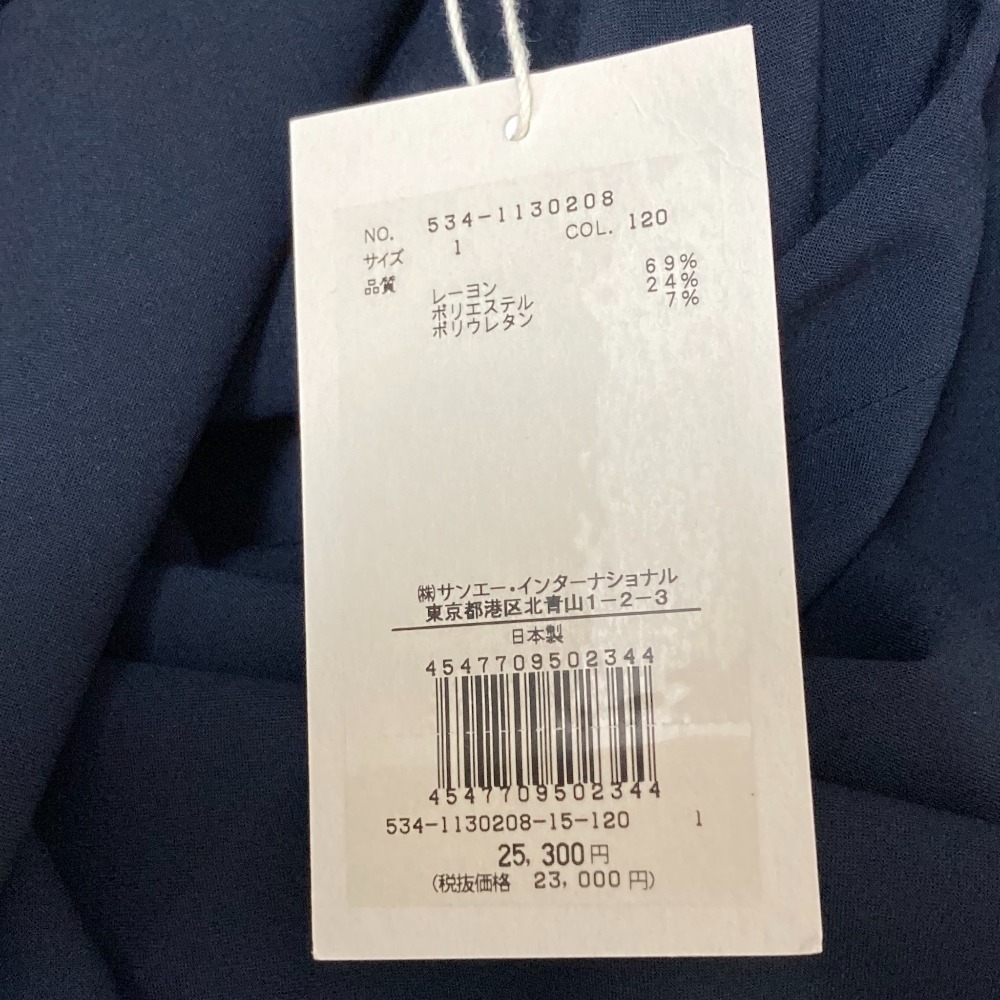 NO. 534-1130208
サイズ 1 COL. 120
品質 レーヨン 69%
ポリエステル 24%
ポリウレタン 7%
㈱サンエー・インターナショナル
東京都港区北青山1-2-3
日本製
4547709502344
4547709502344
534-1130208-15-120 1
25,300円
(税抜価格 23,000円)